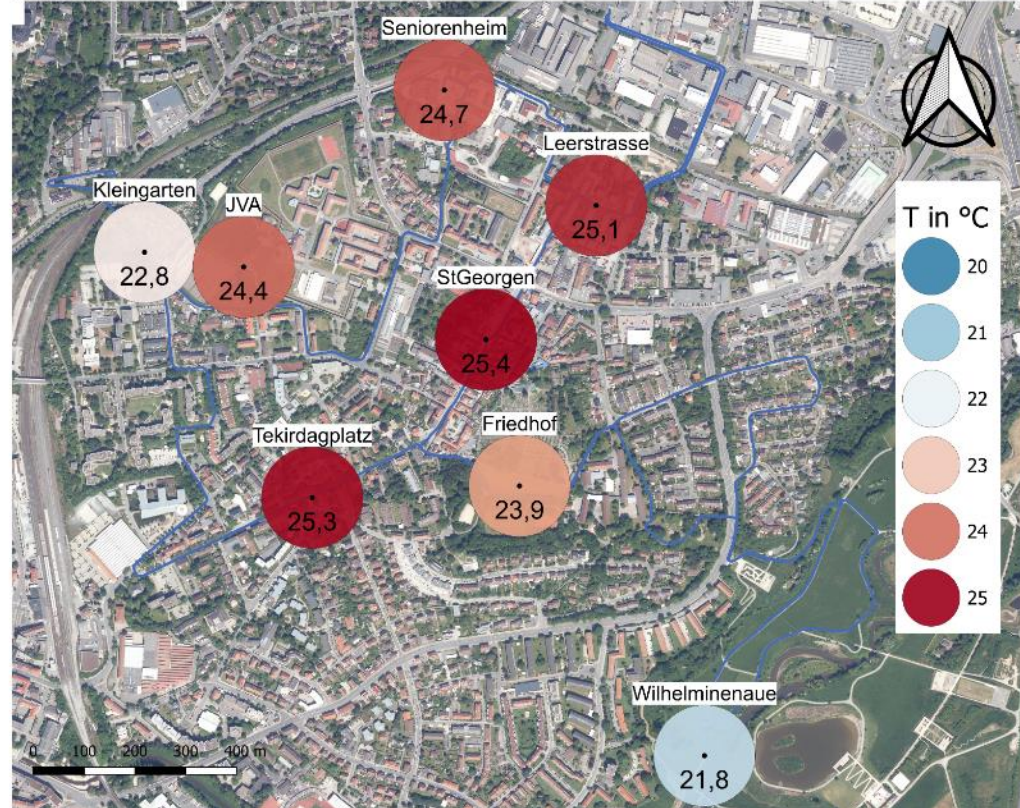 Seniorenheim
24,7
Leerstrasse
25,1
Kleingarten
22,8
JVA
24,4
StGeorgen
25,4
Tekirdagplatz
25,3
Friedhof
23,9
Wilhelminenaue
21,8
T in °C
20
21
22
23
24
25
0 100 200 300 400 m